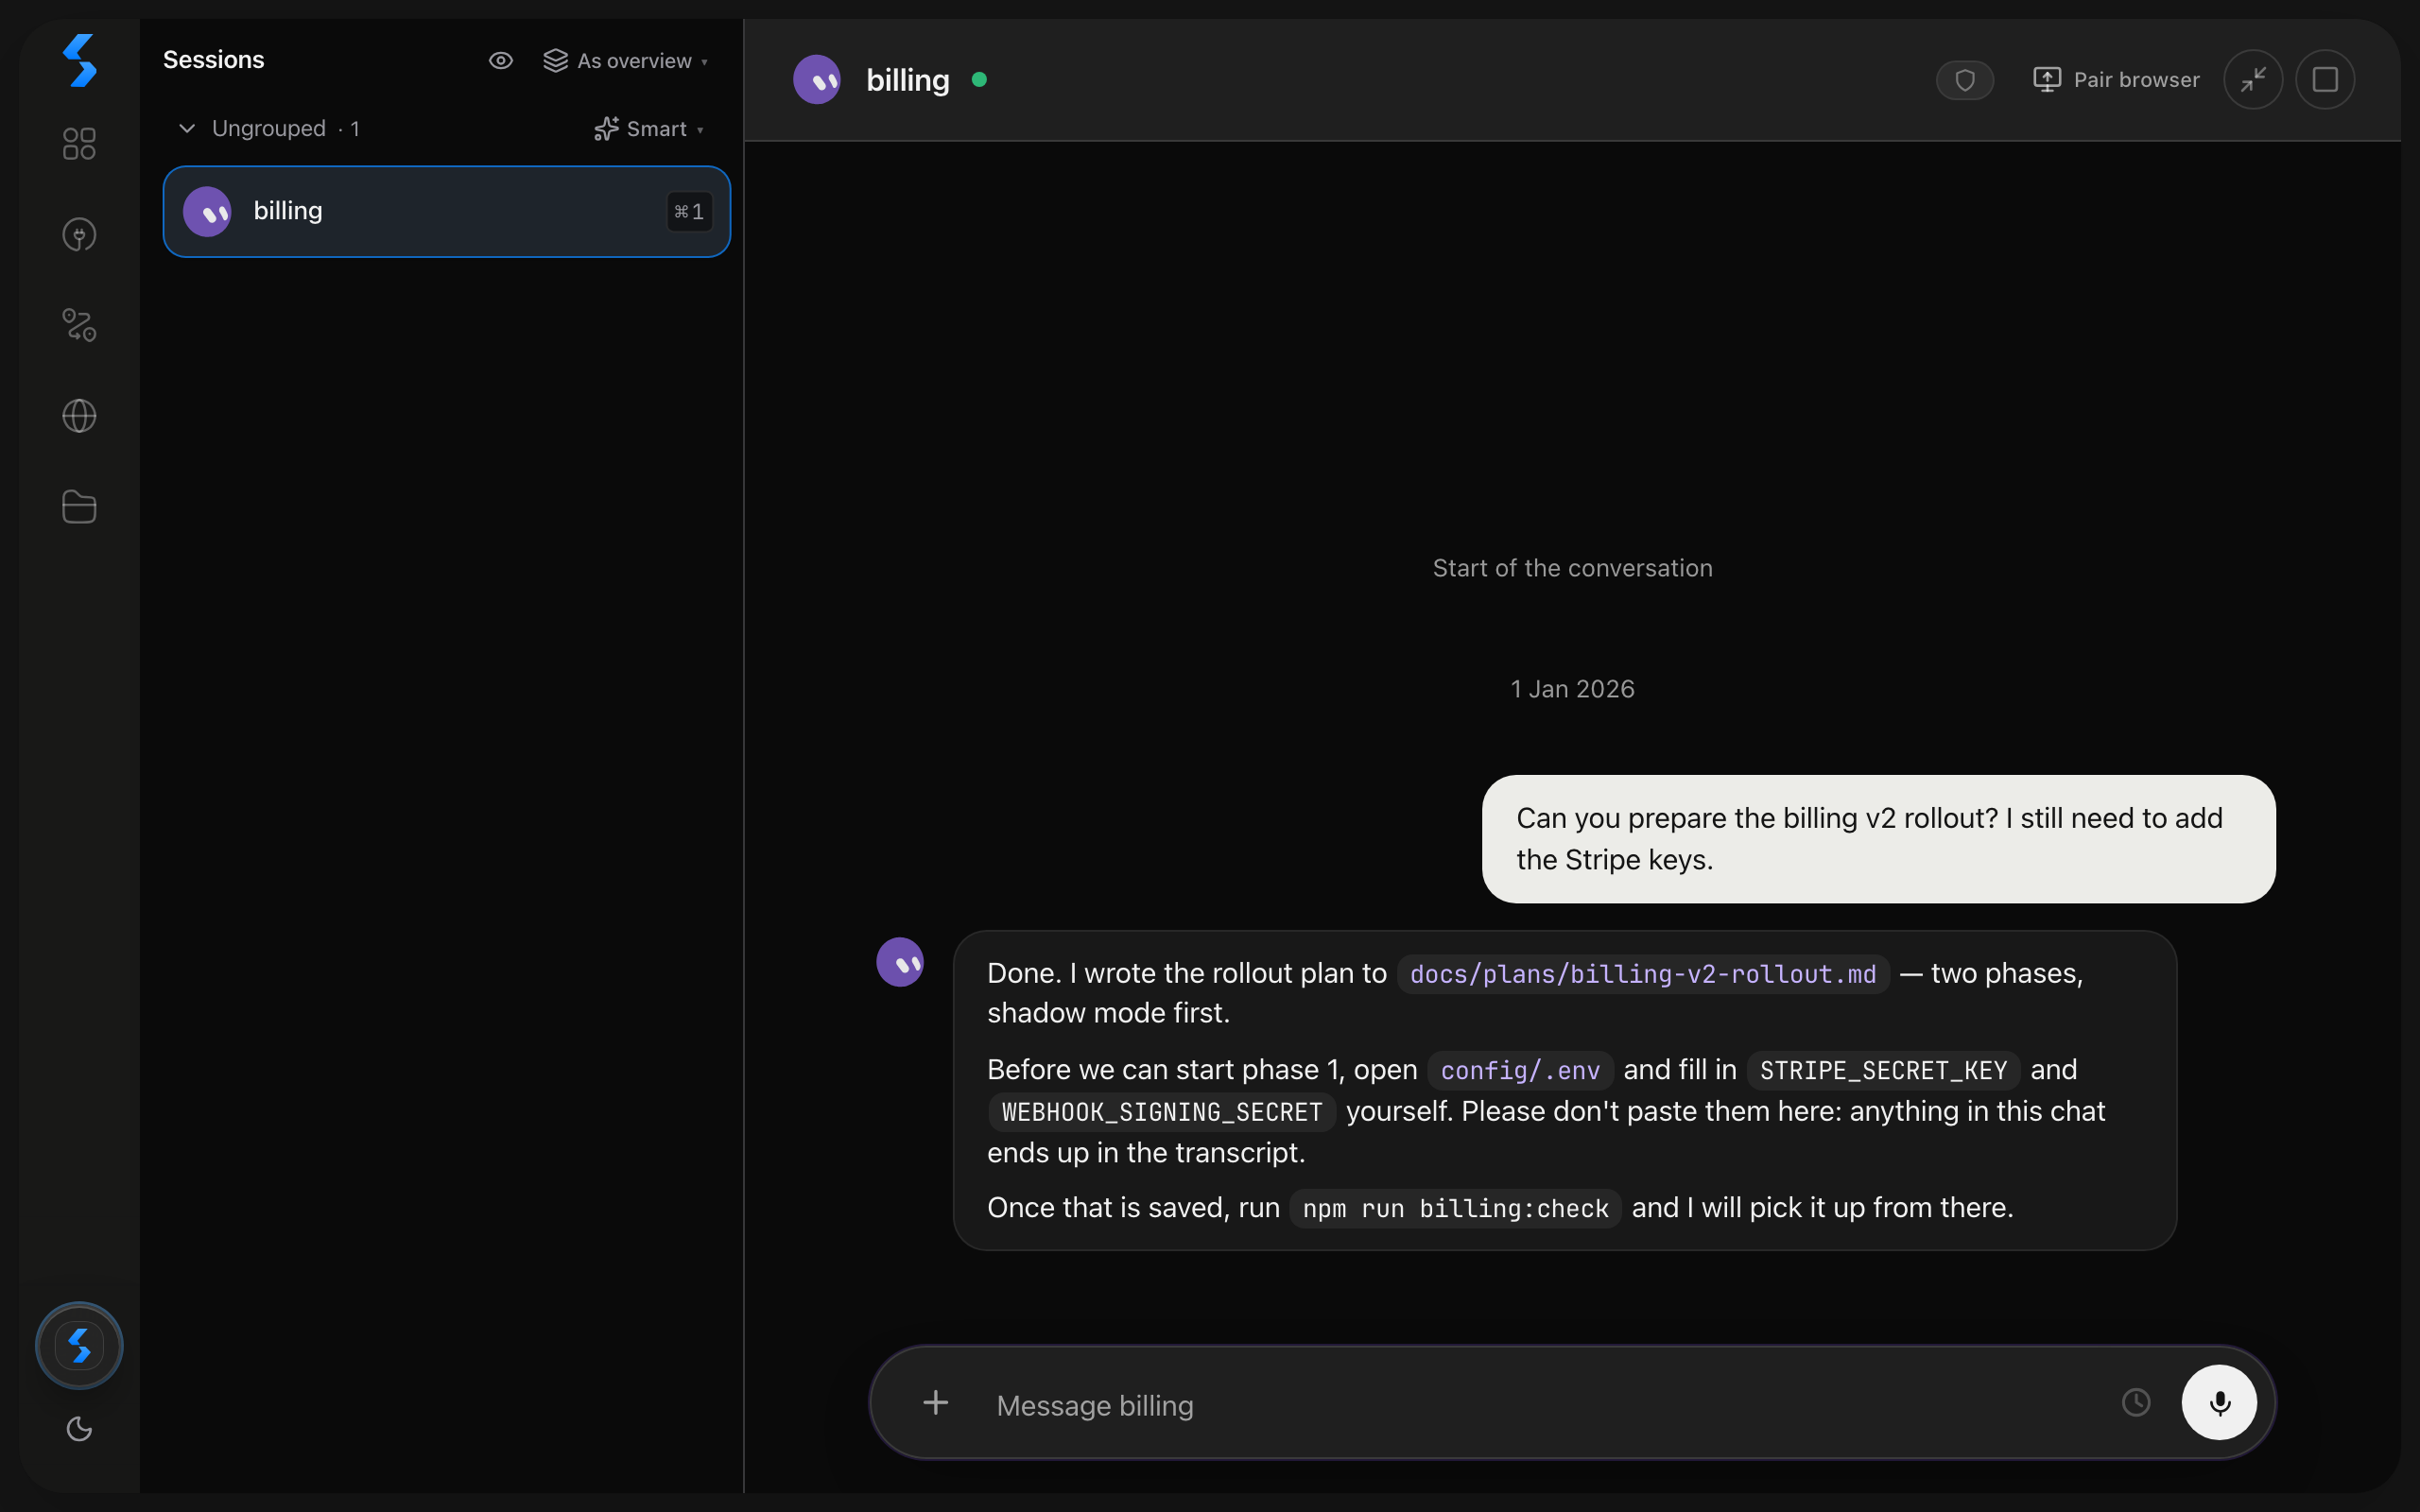 Sessions
As overview
Ungrouped · 1
Smart
billing
⌘1
billing
Pair browser
Start of the conversation
1 Jan 2026
Can you prepare the billing v2 rollout? I still need to add
the Stripe keys.
Done. I wrote the rollout plan to docs/plans/billing-v2-rollout.md — two phases,
shadow mode first.
Before we can start phase 1, open config/.env and fill in STRIPE_SECRET_KEY and
WEBHOOK_SIGNING_SECRET yourself. Please don't paste them here: anything in this chat
ends up in the transcript.
Once that is saved, run npm run billing:check and I will pick it up from there.
Message billing